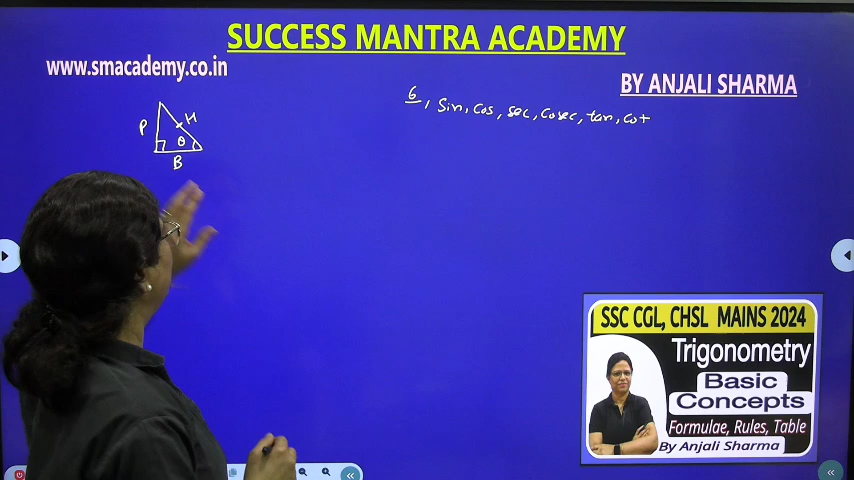 SUCCESS MANTRA ACADEMY
www.smacademy.co.in
BY ANJALI SHARMA
6, Sin, Cos, sec, Cosec, tan, Cot
P
H
θ
B
SSC CGL, CHSL MAINS 2024
Trigonometry
Basic
Concepts
Formulae, Rules, Table
By Anjali Sharma